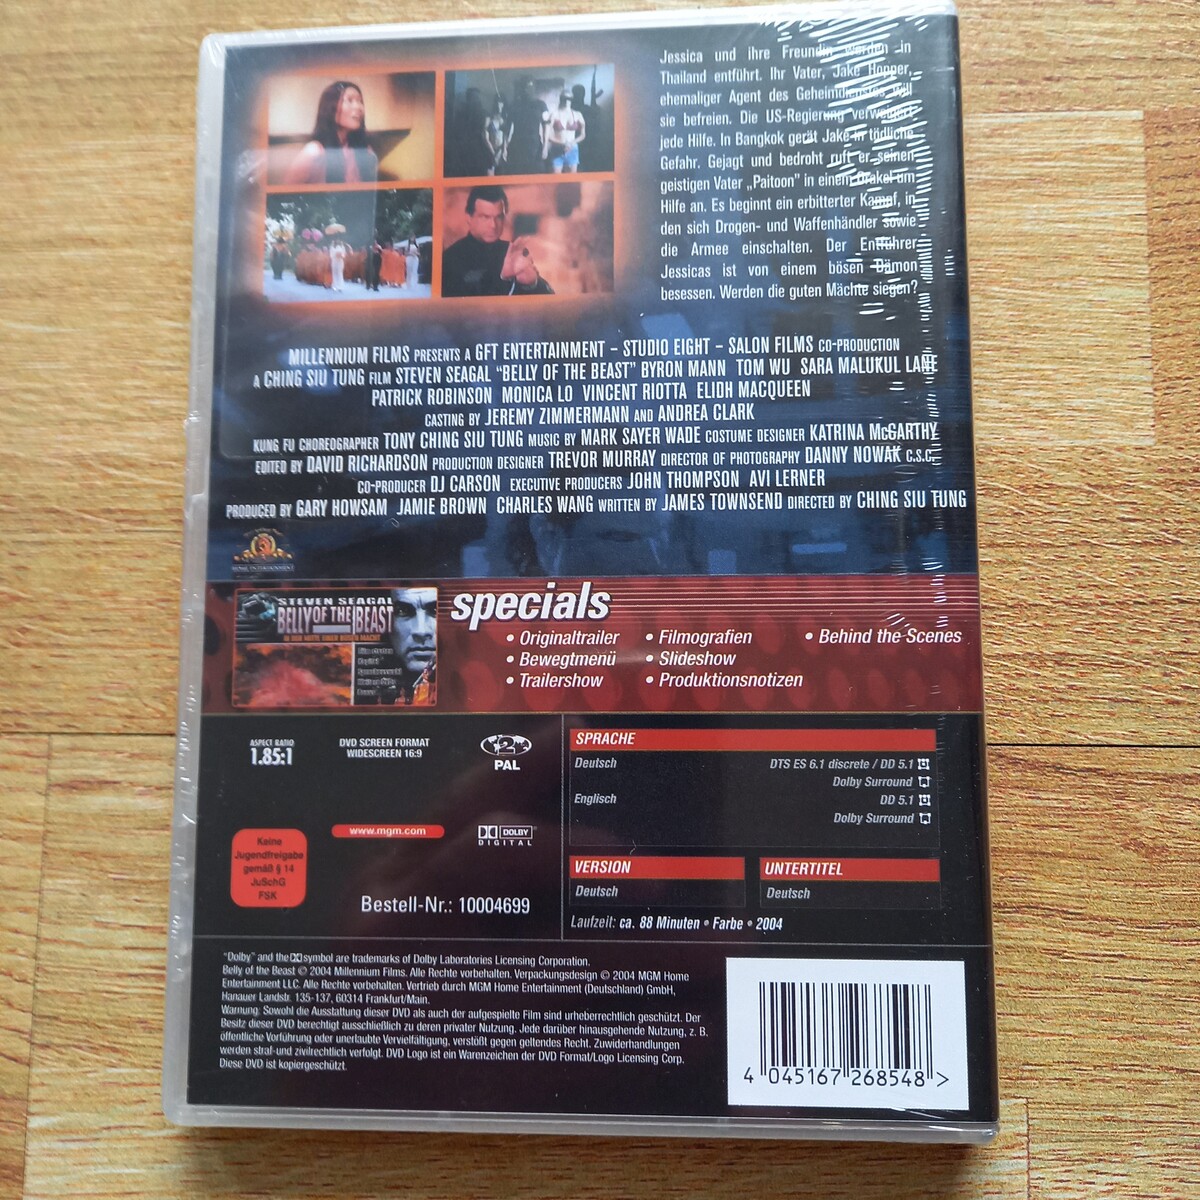 Jessica und ihre Freundin werden in
Thailand entführt. Ihr Vater, Jake Hopper,
ehemaliger Agent des Geheimdienstes will
sie befreien. Die US-Regierung verweigert
jede Hilfe. In Bangkok gerät Jake in tödliche
Gefahr. Gejagt und bedroht ruft er seinen
geistigen Vater „Paitoon" in einem Orakel um
Hilfe an. Es beginnt ein erbitterter Kampf, in
den sich Drogen- und Waffenhändler sowie
die Armee einschalten. Der Entführer
Jessicas ist von einem bösen Dämon
besessen. Werden die guten Mächte siegen?
MILLENNIUM FILMS PRESENTS A GFT ENTERTAINMENT – STUDIO EIGHT – SALON FILMS CO-PRODUCTION
A CHING SIU TUNG FILM STEVEN SEAGAL "BELLY OF THE BEAST" BYRON MANN TOM WU SARA MALUKUL LANE
PATRICK ROBINSON MONICA LO VINCENT RIOTTA ELIDH MACQUEEN
CASTING BY JEREMY ZIMMERMANN AND ANDREA CLARK
KUNG FU CHOREOGRAPHER TONY CHING SIU TUNG MUSIC BY MARK SAYER WADE COSTUME DESIGNER KATRINA McCARTHY
EDITED BY DAVID RICHARDSON PRODUCTION DESIGNER TREVOR MURRAY DIRECTOR OF PHOTOGRAPHY DANNY NOWAK C.S.C.
CO-PRODUCER DJ CARSON EXECUTIVE PRODUCERS JOHN THOMPSON AVI LERNER
PRODUCED BY GARY HOWSAM JAMIE BROWN CHARLES WANG WRITTEN BY JAMES TOWNSEND DIRECTED BY CHING SIU TUNG
HOME ENTERTAINMENT
STEVEN SEAGAL
BELLY OF THE BEAST
IN DER MITTE EINER BÖSEN MACHT
specials
• Originaltrailer • Filmografien • Behind the Scenes
• Bewegtmenü • Slideshow
• Trailershow • Produktionsnotizen
ASPECT RATIO
1.85:1
DVD SCREEN FORMAT
WIDESCREEN 16:9
2
PAL
www.mgm.com
DOLBY
DIGITAL
Keine
Jugendfreigabe
gemäß § 14
JuSchG
FSK
Bestell-Nr.: 10004699
SPRACHE
Deutsch DTS ES 6.1 discrete / DD 5.1
Dolby Surround
Englisch DD 5.1
Dolby Surround
VERSION
Deutsch
UNTERTITEL
Deutsch
Laufzeit: ca. 88 Minuten • Farbe • 2004
"Dolby" and the symbol are trademarks of Dolby Laboratories Licensing Corporation.
Belly of the Beast © 2004 Millennium Films. Alle Rechte vorbehalten. Verpackungsdesign © 2004 MGM Home
Entertainment LLC. Alle Rechte vorbehalten. Vertrieb durch MGM Home Entertainment (Deutschland) GmbH,
Hanauer Landstr. 135-137, 60314 Frankfurt/Main.
Warnung: Sowohl die Ausstattung dieser DVD als auch der aufgespielte Film sind urheberrechtlich geschützt. Der
Besitz dieser DVD berechtigt ausschließlich zu deren privater Nutzung. Jede darüber hinausgehende Nutzung, z. B.
öffentliche Vorführung oder unerlaubte Vervielfältigung, verstößt gegen geltendes Recht. Zuwiderhandlungen
werden straf-und zivilrechtlich verfolgt. DVD Logo ist ein Warenzeichen der DVD Format/Logo Licensing Corp.
Diese DVD ist kopiergeschützt.
4 045167 268548 >